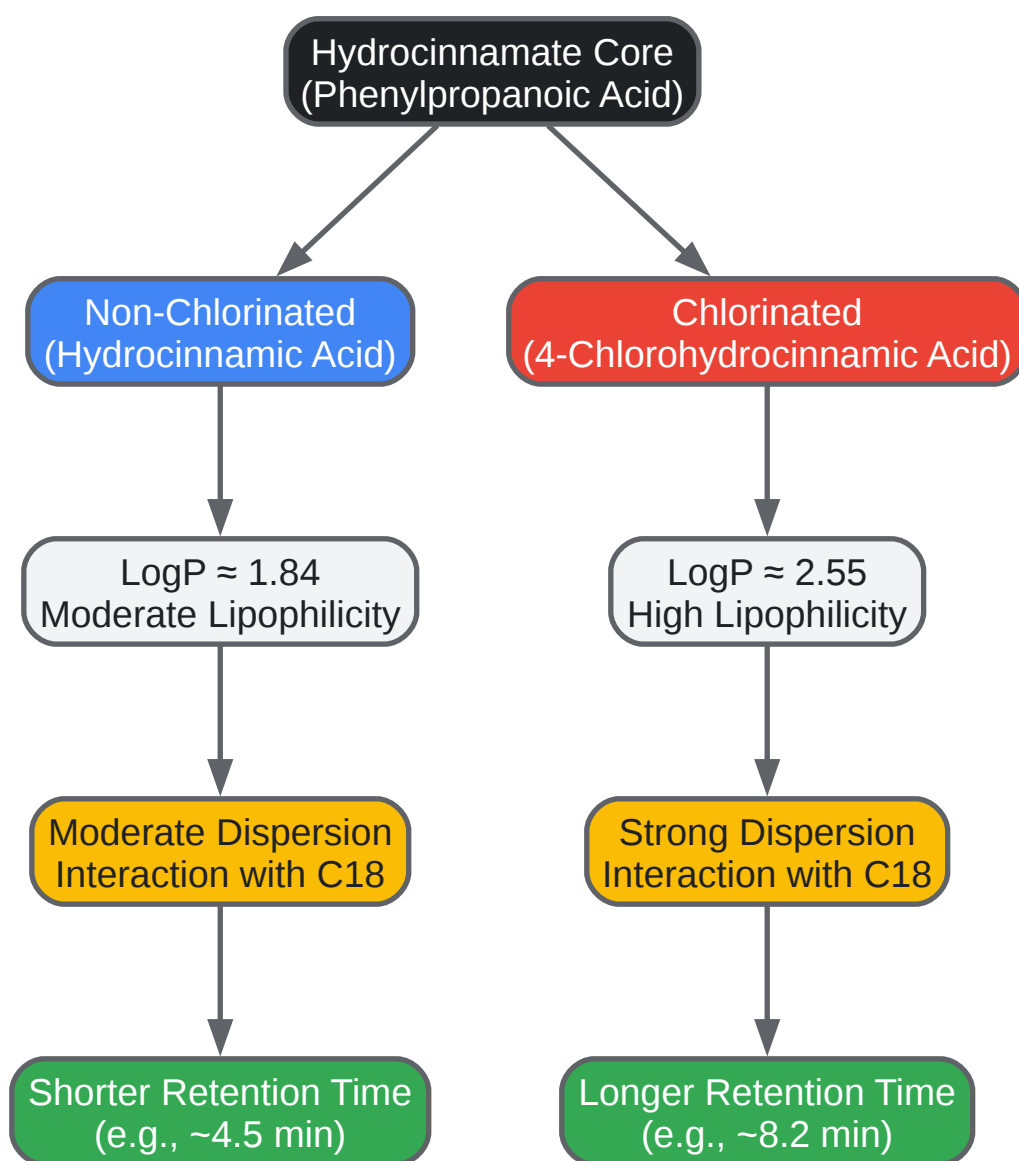 Hydrocinnamate Core
(Phenylpropanoic Acid)
Non-Chlorinated
(Hydrocinnamic Acid)
Chlorinated
(4-Chlorohydrocinnamic Acid)
LogP ≈ 1.84
Moderate Lipophilicity
LogP ≈ 2.55
High Lipophilicity
Moderate Dispersion
Interaction with C18
Strong Dispersion
Interaction with C18
Shorter Retention Time
(e.g., ~4.5 min)
Longer Retention Time
(e.g., ~8.2 min)